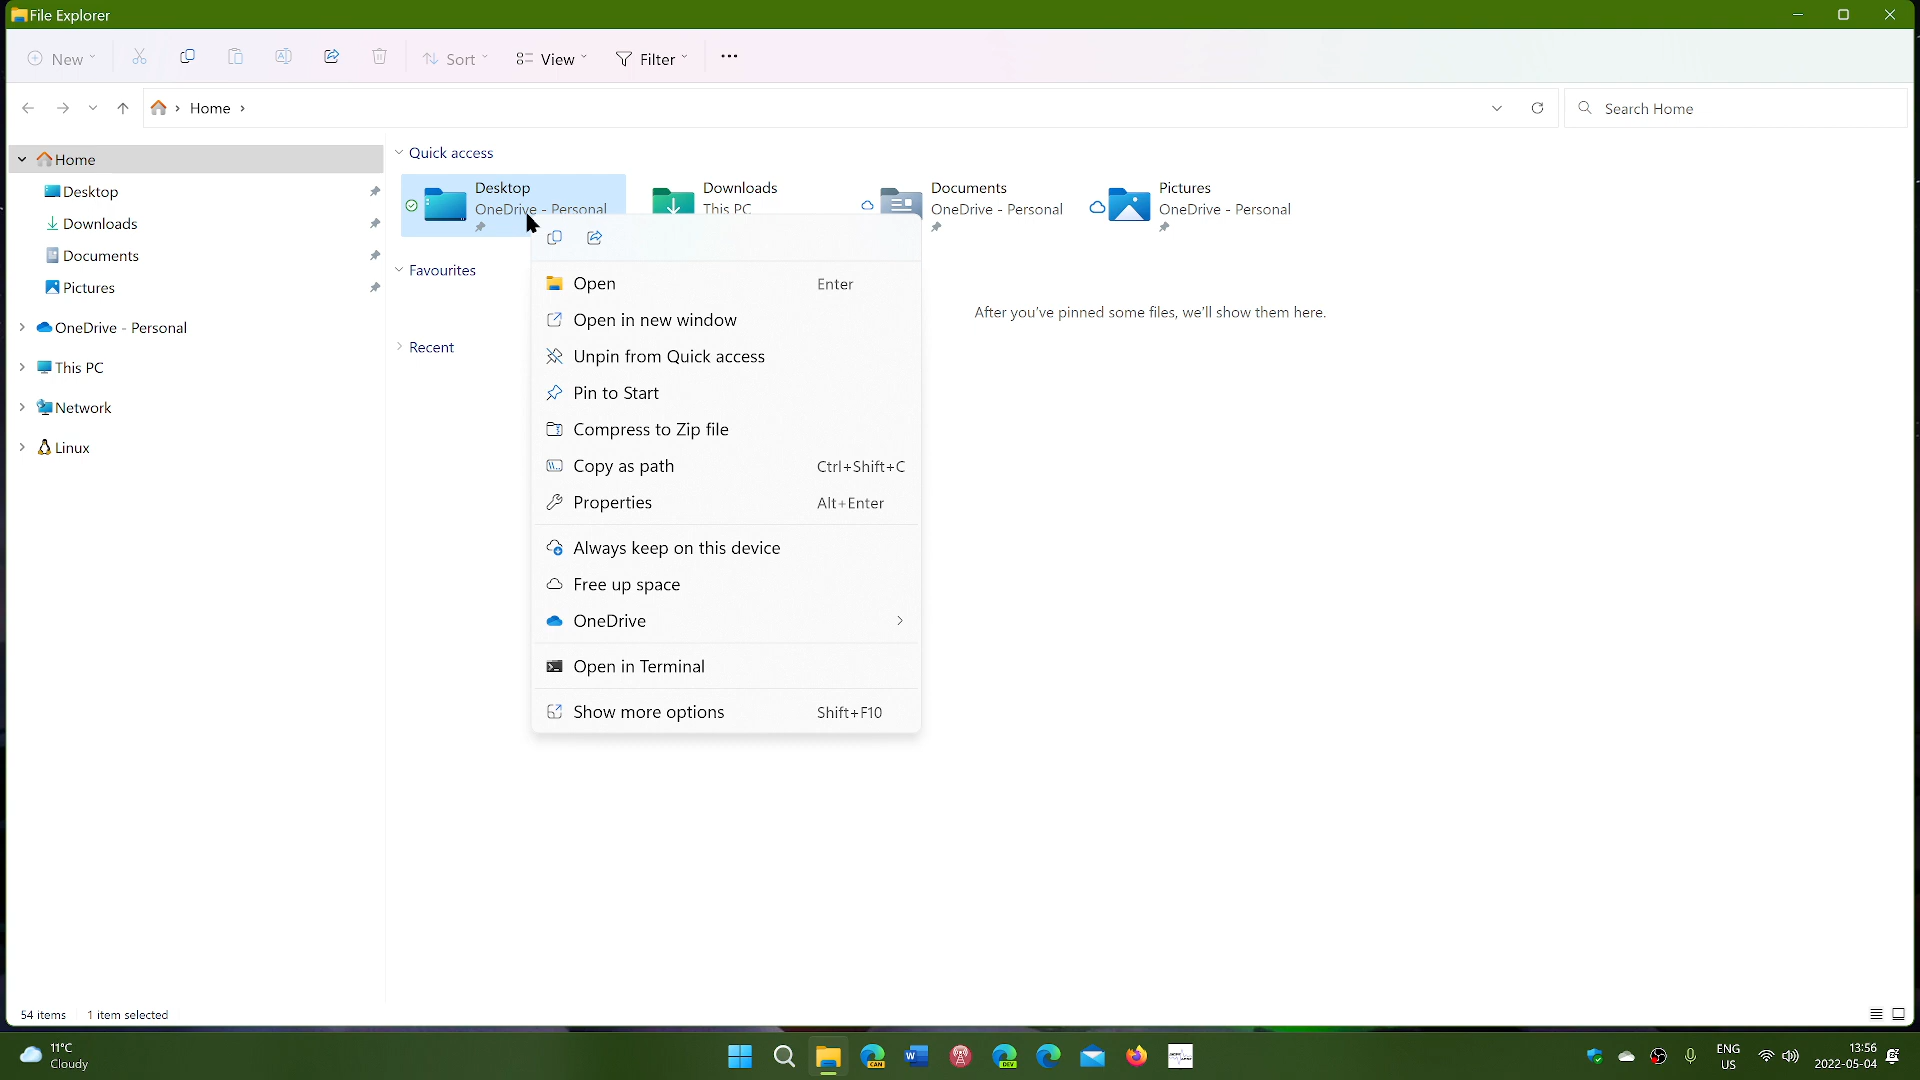 File Explorer
New
Sort
View
Filter
Home
Search Home
Home
Desktop
Downloads
Documents
Pictures
OneDrive - Personal
This PC
Network
Linux
Quick access
Desktop
OneDrive - Personal
Downloads
This PC
Documents
OneDrive - Personal
Pictures
OneDrive - Personal
Favourites
After you've pinned some files, we'll show them here.
Recent
Open Enter
Open in new window
Unpin from Quick access
Pin to Start
Compress to Zip file
Copy as path Ctrl+Shift+C
Properties Alt+Enter
Always keep on this device
Free up space
OneDrive
Open in Terminal
Show more options Shift+F10
54 items 1 item selected
11°C
Cloudy
CAN
DEV
ENG
US
13:56
2022-05-04